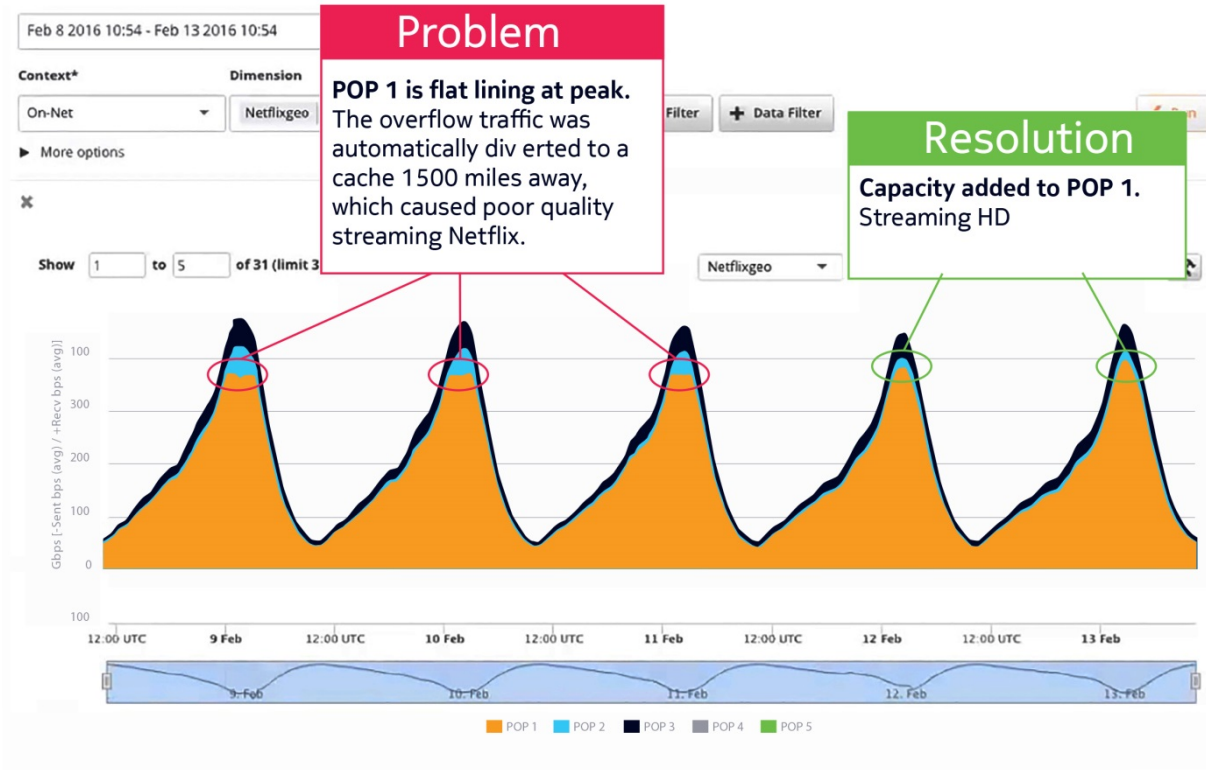 Feb 8 2016 10:54 - Feb 13 2016 10:54
Problem
Context*
Dimension
On-Net
Netflixgeo
Filter
+ Data Filter
More options
POP 1 is flat lining at peak.
The overflow traffic was
automatically div erted to a
cache 1500 miles away,
which caused poor quality
streaming Netflix.
Resolution
Capacity added to POP 1.
Streaming HD
Show 1 to 5 of 31 (limit 3
Netflixgeo
Gbps [-Sent bps (avg) / +Recv bps (avg)]
100
300
200
100
0
100
12:00 UTC 9 Feb 12:00 UTC 10 Feb 12:00 UTC 11 Feb 12:00 UTC 12 Feb 12:00 UTC 13 Feb
9. Feb 10. Feb 11. Feb 12. Feb 13. Feb
POP 1 POP 2 POP 3 POP 4 POP 5